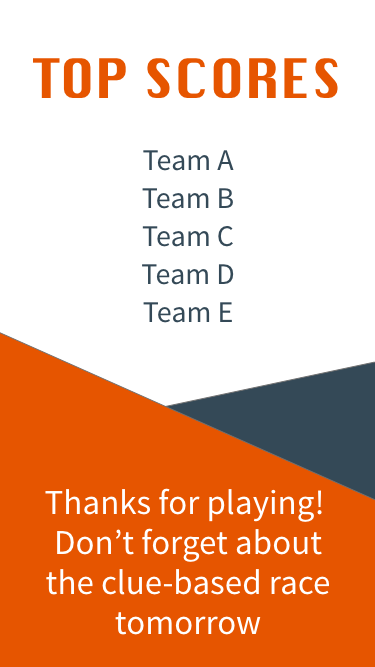 TOP SCORES
Team A
Team B
Team C
Team D
Team E
Thanks for playing!
Don’t forget about
the clue-based race
tomorrow